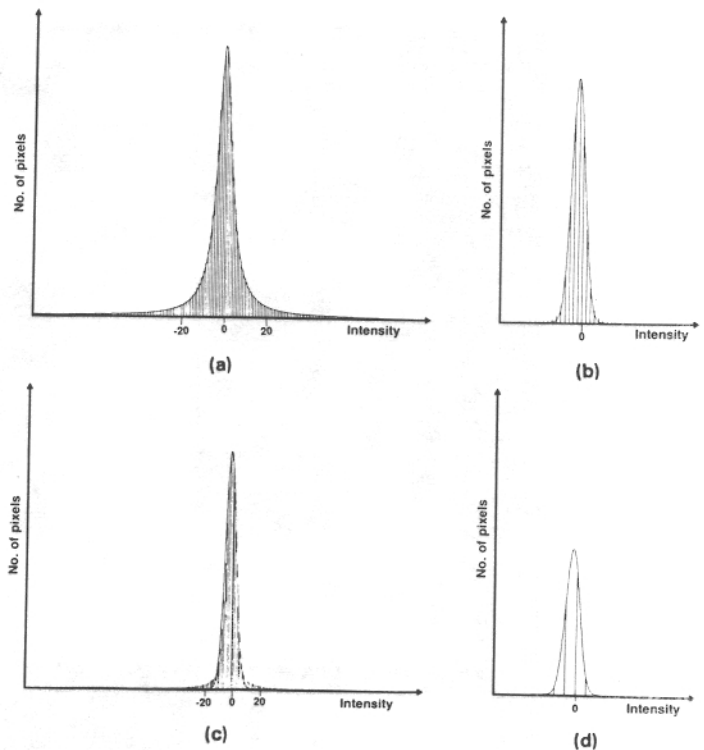 No. of pixels
-20 0 20 Intensity
(a)
No. of pixels
0 Intensity
(b)
No. of pixels
-20 0 20 Intensity
(c)
No. of pixels
0 Intensity
(d)